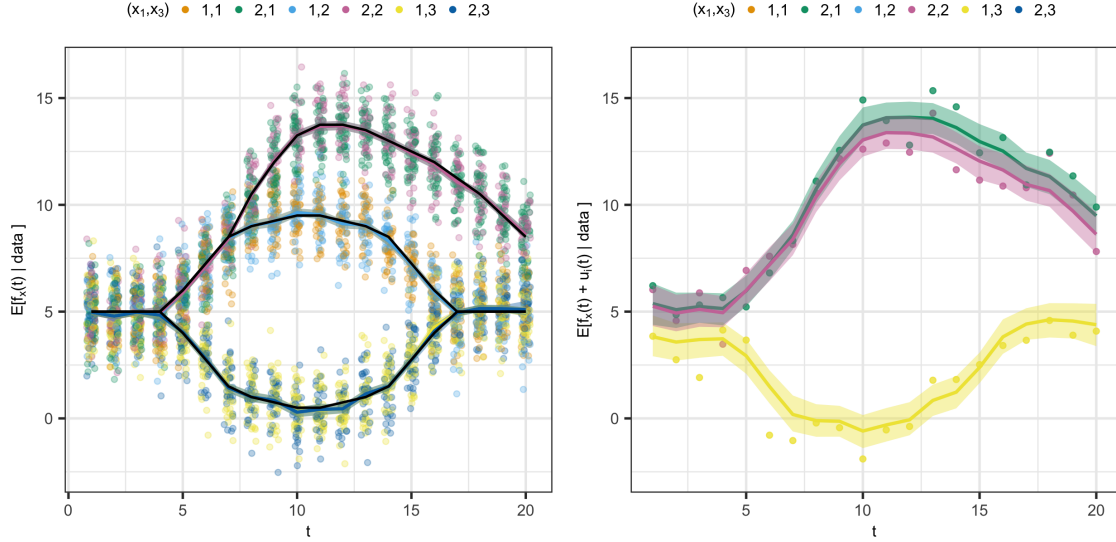 (x₁,x₃) 1,1 2,1 1,2 2,2 1,3 2,3
E[fₓ(t) | data ]
15
10
5
0
0 5 10 15 20
t
(x₁,x₃) 1,1 2,1 1,2 2,2 1,3 2,3
E[fₓ(t) + uᵢ(t) | data ]
15
10
5
0
5 10 15 20
t